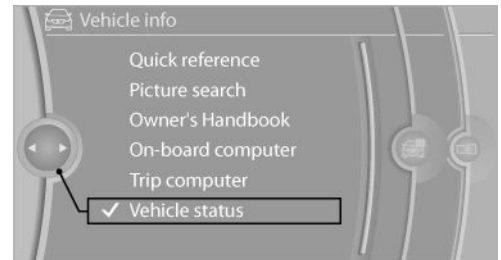 Vehicle info
Quick reference
Picture search
Owner's Handbook
On-board computer
Trip computer
Vehicle status